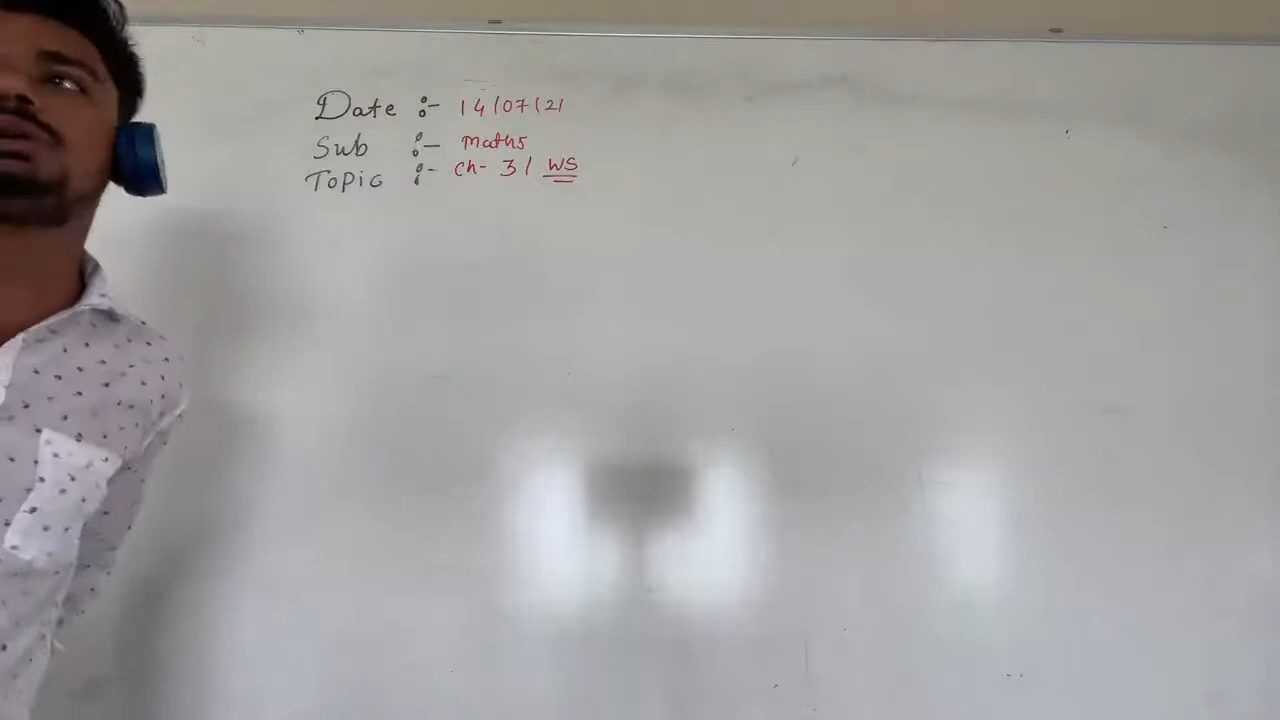 Date :- 14/07/21
Sub :- Maths
Topic :- Ch- 3/ WS